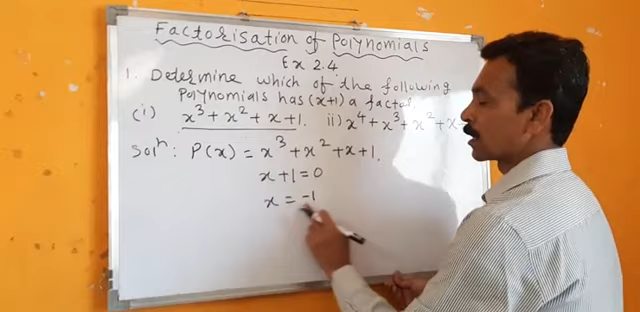 Factorisation of Polynomials
Ex 2.4
1. Determine which of the following
Polynomials has (x+1) a factor
(i) x³+x²+x+1. ii) x⁴+x³+x²+x
Solⁿ: P(x) = x³+x²+x+1.
x+1=0
x=-1